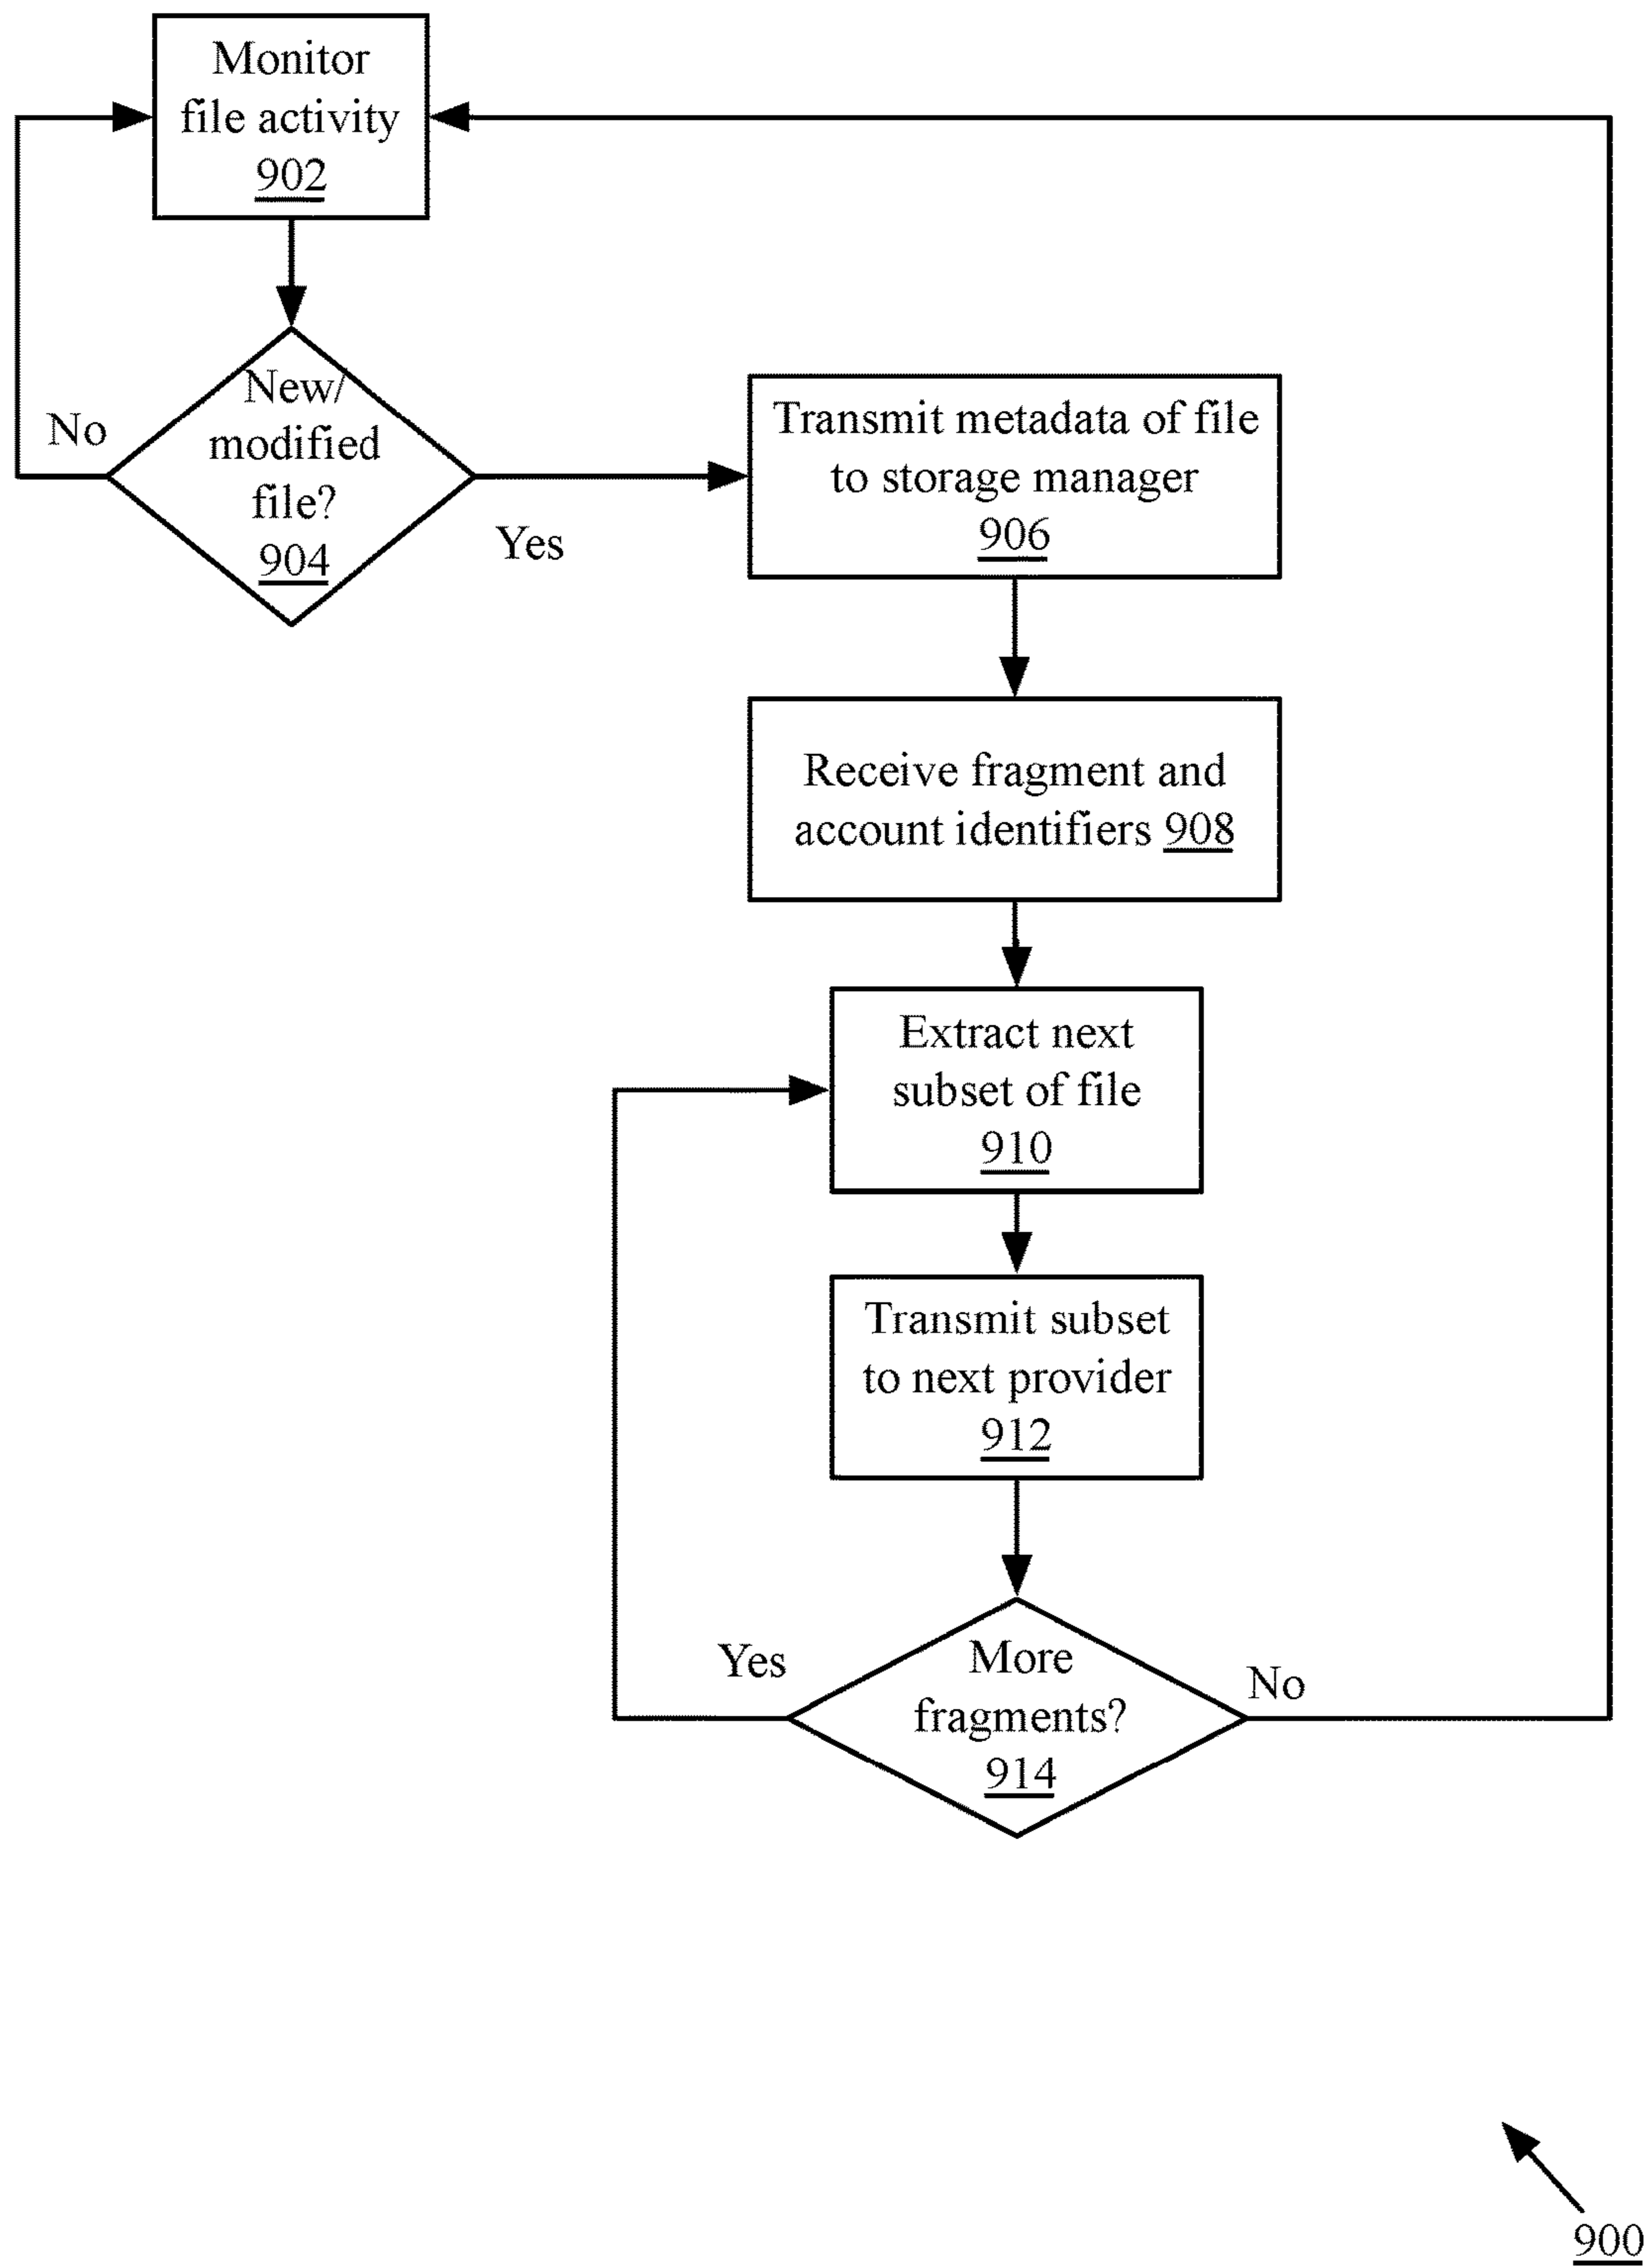 Monitor
file activity
902
New/
modified
file?
904
No
Yes
Transmit metadata of file
to storage manager
906
Receive fragment and
account identifiers 908
Extract next
subset of file
910
Transmit subset
to next provider
912
More
fragments?
914
Yes
No
900